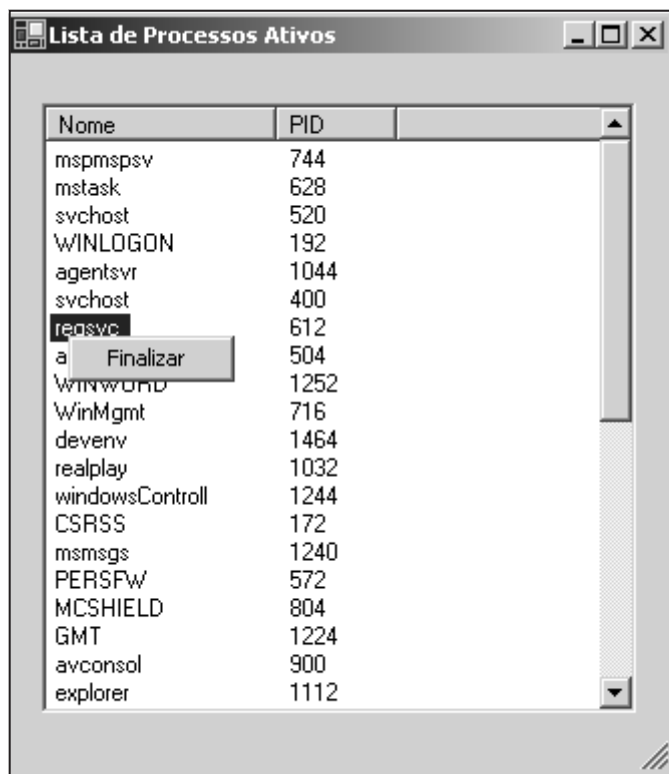 Lista de Processos Ativos
Nome PID
mspmspsv 744
mstask 628
svchost 520
WINLOGON 192
agentsvr 1044
svchost 400
regsvc 612
Finalizar 504
WINWORD 1252
WinMgmt 716
devenv 1464
realplay 1032
windowsControll 1244
CSRSS 172
msmsgs 1240
PERSFW 572
MCSHIELD 804
GMT 1224
avconsol 900
explorer 1112